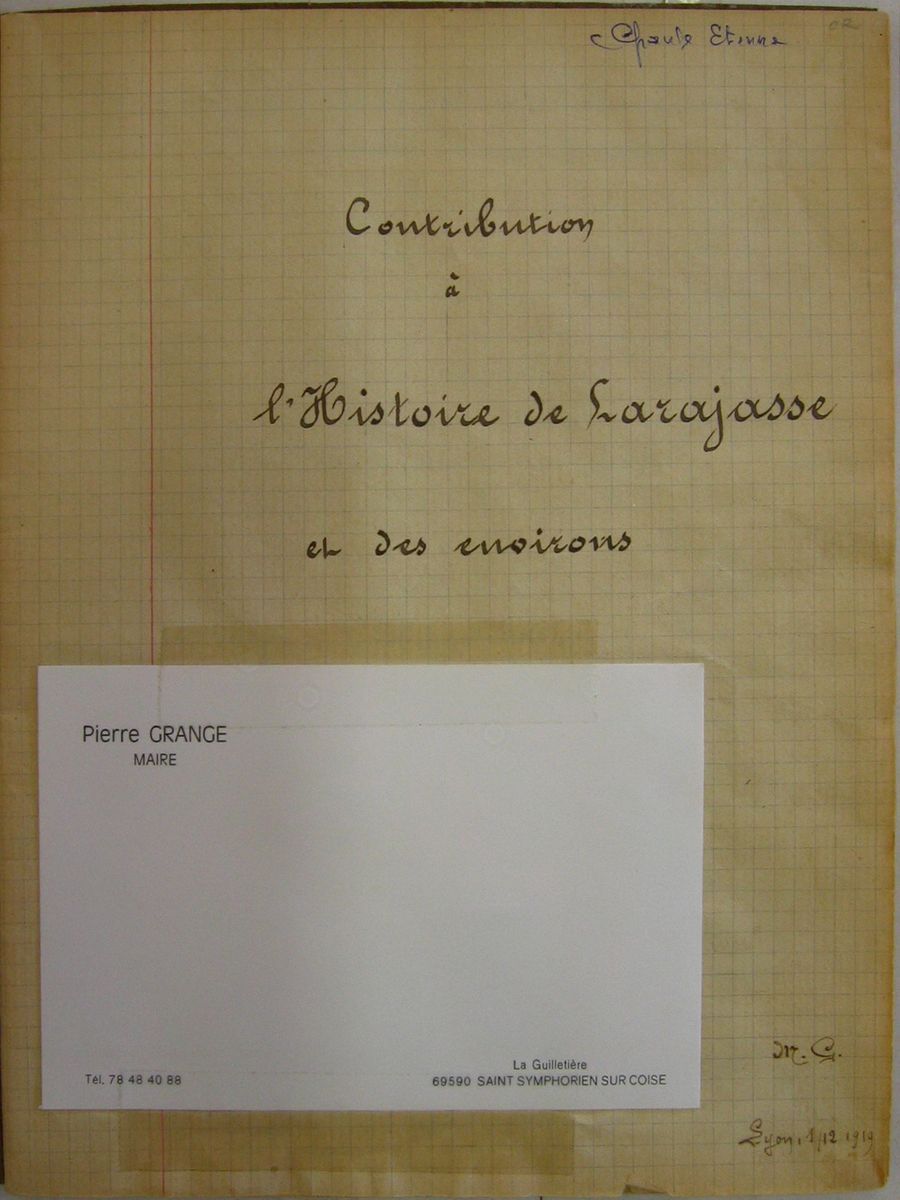 Etienne
Contribution
à
l'Histoire de Larajasse
et des environs
Pierre GRANGE
MAIRE
La Guilletière
Tél. 78 48 40 88
69590 SAINT SYMPHORIEN SUR COISE
M. G.
Lyon, 1/12 1919